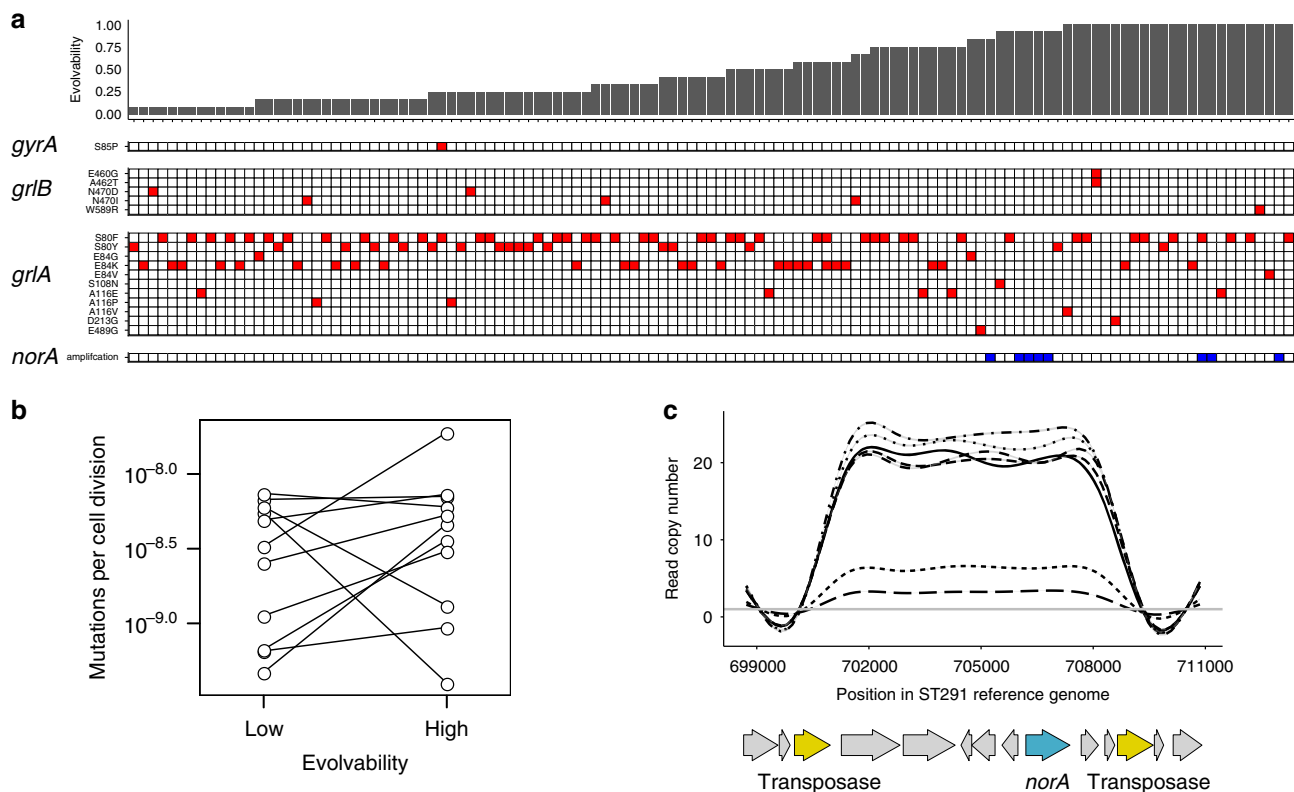 a
Evolvability
1.00
0.75
0.50
0.25
0.00
gyrA
S85P
grlB
E460G
A462T
N470D
N470I
W589R
grlA
S80F
S80Y
E84G
E84K
E84V
S108N
A116E
A116P
A116V
D213G
E489G
norA amplifcation
b
Mutations per cell division
10−8.0
10−8.5
10−9.0
Low High
Evolvability
c
Read copy number
20
10
0
699000 702000 705000 708000 711000
Position in ST291 reference genome
Transposase norA Transposase